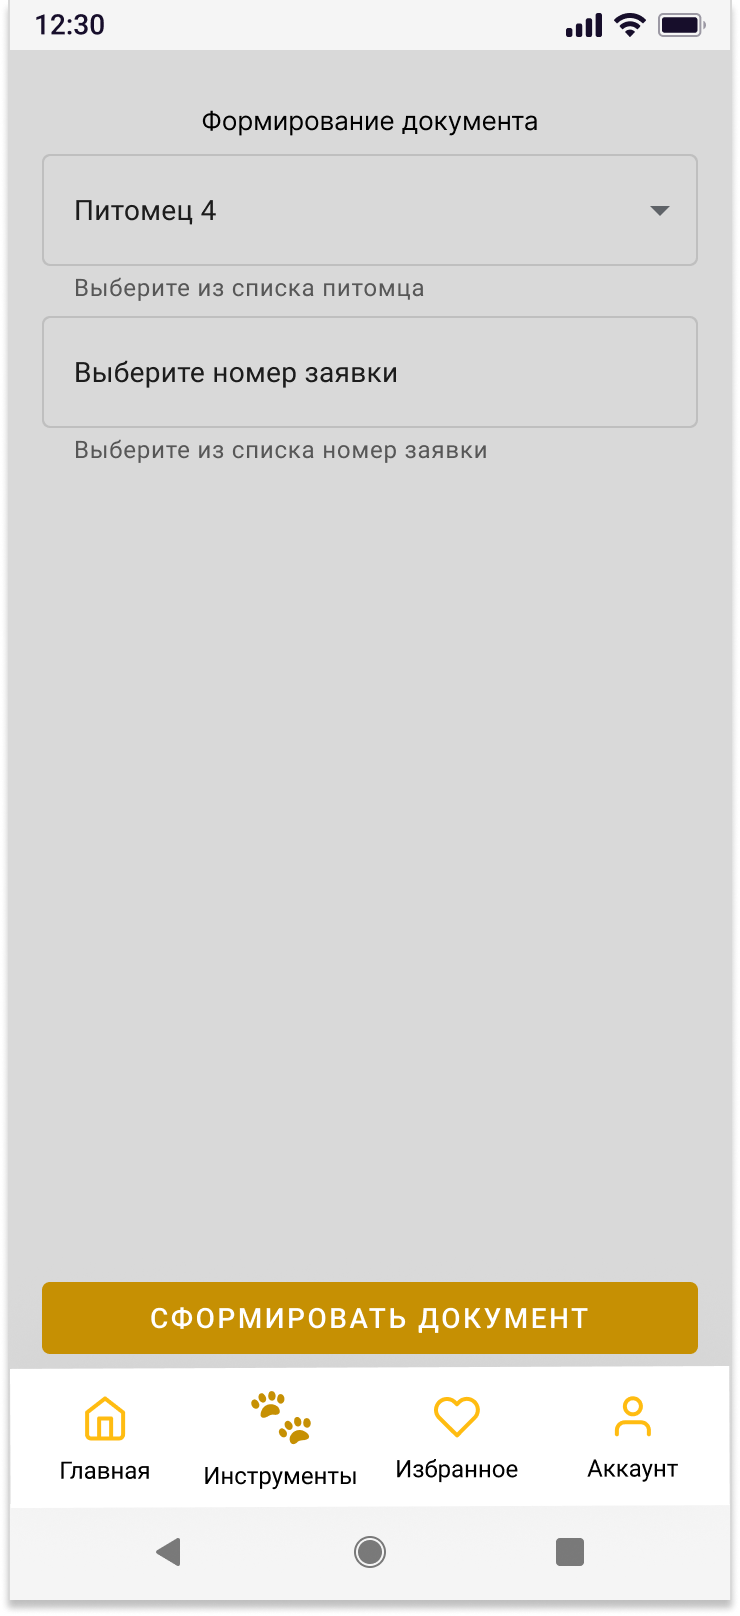 12:30
Формирование документа
Питомец 4
Выберите из списка питомца
Выберите номер заявки
Выберите из списка номер заявки
СФОРМИРОВАТЬ ДОКУМЕНТ
Главная
Инструменты
Избранное
Аккаунт